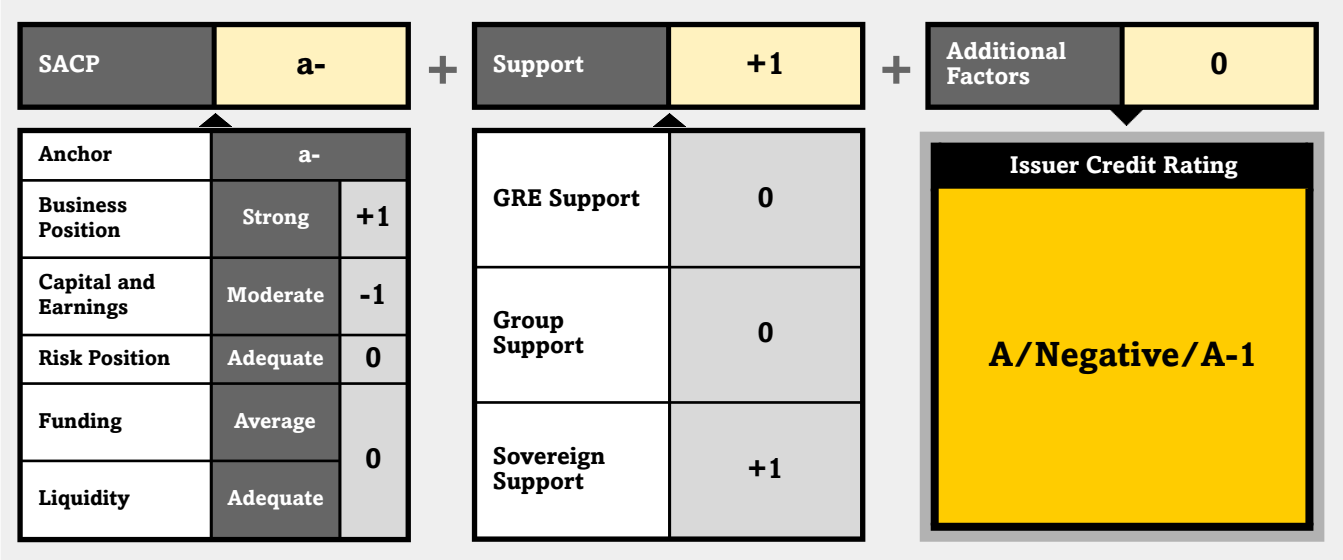 SACP
a-
+
Support
+1
+
Additional
Factors
0
Anchor
a-
Business
Position
Strong
+1
Capital and
Earnings
Moderate
-1
Risk Position
Adequate
0
Funding
Average
0
Liquidity
Adequate
GRE Support
0
Group
Support
0
Sovereign
Support
+1
Issuer Credit Rating
A/Negative/A-1